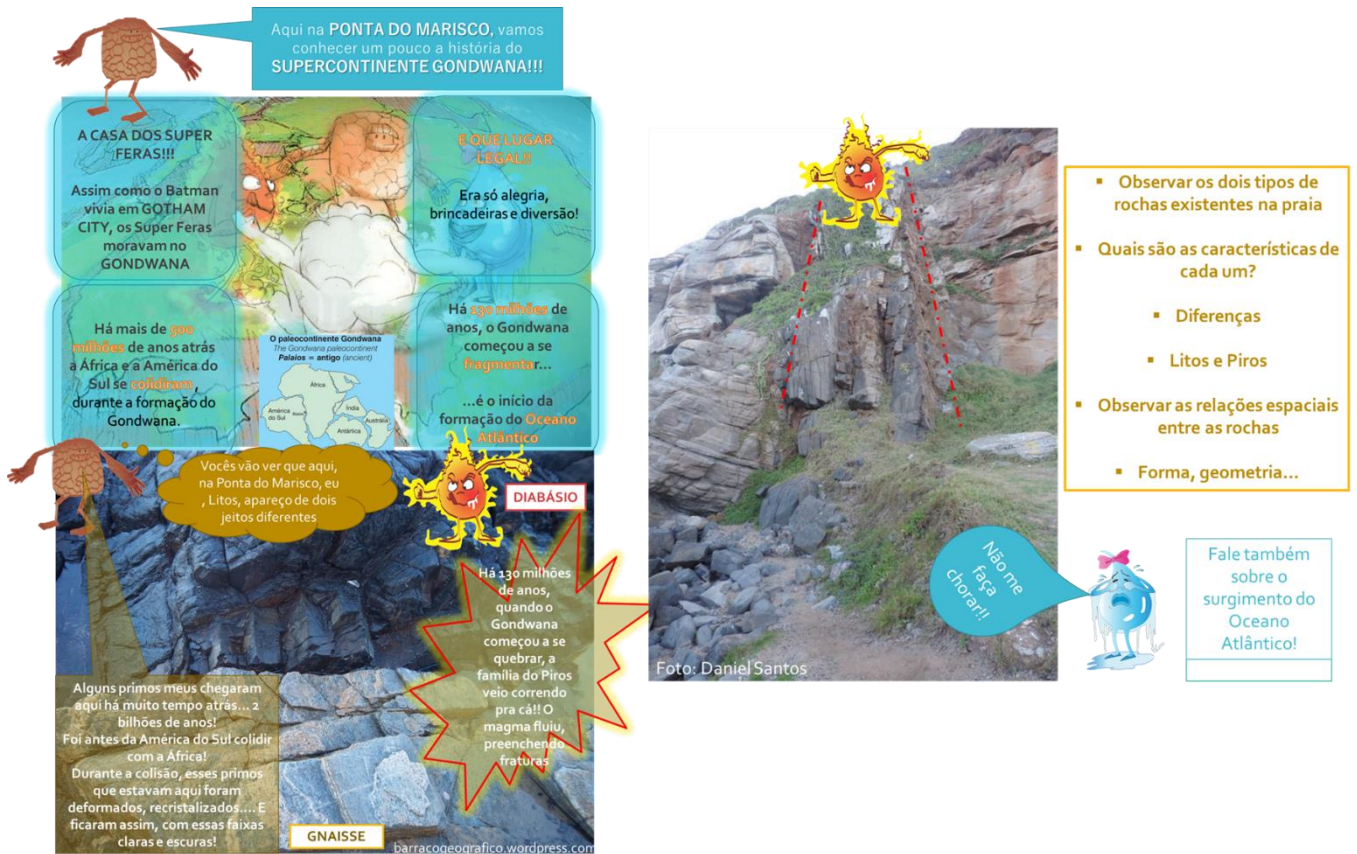 Aqui na PONTA DO MARISCO, vamos
conhecer um pouco a história do
SUPERCONTINENTE GONDWANA!!!
A CASA DOS SUPER
FERAS!!!
Assim como o Batman
vivia em GOTHAM
CITY, os Super Feras
moravam no
GONDWANA
E QUE LUGAR
LEGAL!!
Era só alegria,
brincadeiras e diversão!
Há mais de 500
milhões de anos atrás
a África e a América do
Sul se colidiram,
durante a formação do
Gondwana.
O paleocontinente Gondwana
The Gondwana paleocontinent
Palaios = antigo (ancient)
África
América
do Sul
Índia
Austrália
Antártica
Há 130 milhões de
anos, o Gondwana
começou a se
fragmentar...
...é o início da
formação do Oceano
Atlântico
Vocês vão ver que aqui,
na Ponta do Marisco, eu
, Litos, apareço de dois
jeitos diferentes
DIABÁSIO
Há 130 milhões
de anos,
quando o
Gondwana
começou a se
quebrar, a
família do Piros
veio correndo
pra cá!! O
magma fluiu,
preenchendo
fraturas
Alguns primos meus chegaram
aqui há muito tempo atrás... 2
bilhões de anos!
Foi antes da América do Sul colidir
com a África!
Durante a colisão, esses primos
que estavam aqui foram
deformados, recristalizados.... E
ficaram assim, com essas faixas
claras e escuras!
GNAISSE
barracogeografico.wordpress.com
Foto: Daniel Santos
▪ Observar os dois tipos de
rochas existentes na praia
▪ Quais são as características de
cada um?
▪ Diferenças
▪ Litos e Piros
▪ Observar as relações espaciais
entre as rochas
▪ Forma, geometria...
Não me
faça
chorar!!
Fale também
sobre o
surgimento do
Oceano
Atlântico!